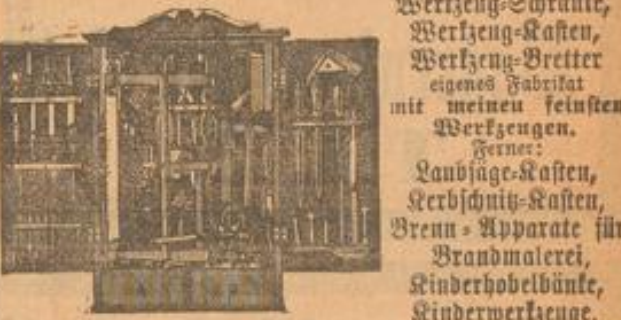 Werkzeug-Schränke,
Werkzeug-Kasten,
Werkzeug-Bretter
eigenes Fabrikat
mit meinen feinsten
Werkzeugen.
Ferner:
Laubsäge-Kasten,
Kerbschnitz-Kasten,
Brenn-Apparate für
Brandmalerei,
Kinderhobelbänke,
Kinderwerkzeuge.